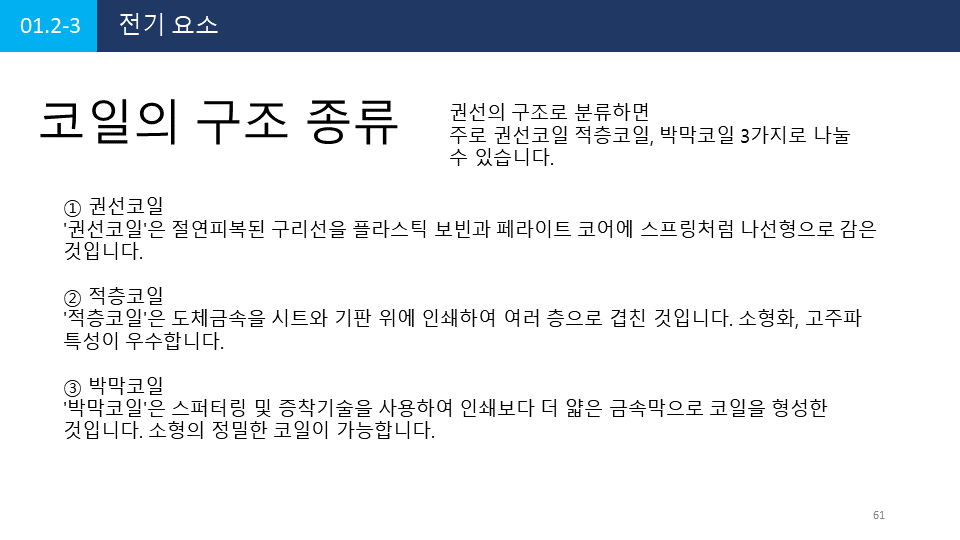 01.2-3 전기 요소
코일의 구조 종류
권선의 구조로 분류하면
주로 권선코일 적층코일, 박막코일 3가지로 나눌
수 있습니다.
① 권선코일
'권선코일'은 절연피복된 구리선을 플라스틱 보빈과 페라이트 코어에 스프링처럼 나선형으로 감은
것입니다.
② 적층코일
'적층코일'은 도체금속을 시트와 기판 위에 인쇄하여 여러 층으로 겹친 것입니다. 소형화, 고주파
특성이 우수합니다.
③ 박막코일
'박막코일'은 스퍼터링 및 증착기술을 사용하여 인쇄보다 더 얇은 금속막으로 코일을 형성한
것입니다. 소형의 정밀한 코일이 가능합니다.
61